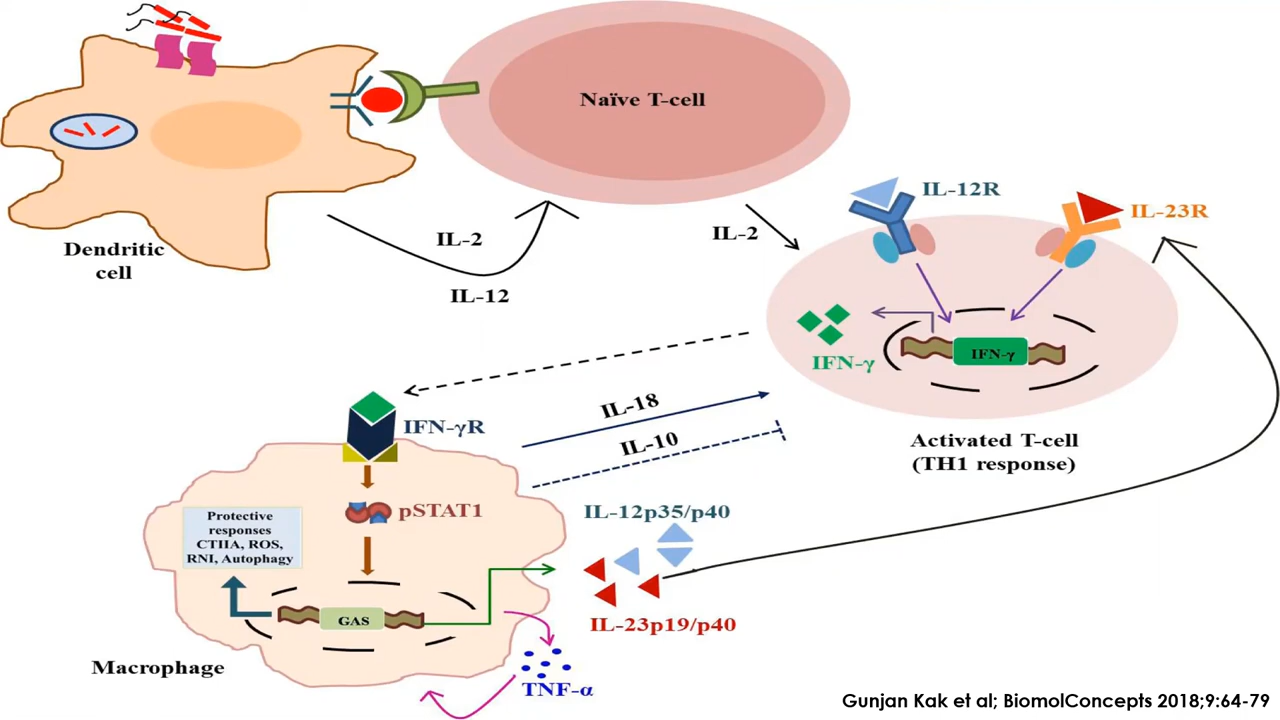 Naïve T-cell
IL-12R
IL-23R
Dendritic
cell
IL-2
IL-12
IL-2
IFN-γ
IFN-γ
IL-18
IL-10
IFN-γR
Activated T-cell
(TH1 response)
pSTAT1
Protective
responses
CTIIA, ROS,
RNI, Autophagy
IL-12p35/p40
GAS
IL-23p19/p40
Macrophage
TNF-α
Gunjan Kak et al; BiomolConcepts 2018;9:64-79